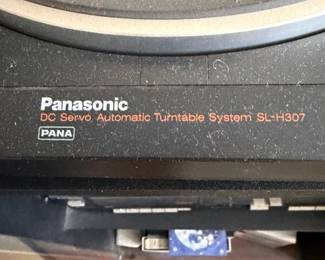 Panasonic
DC Servo Automatic Turntable System SL-H307
PANA